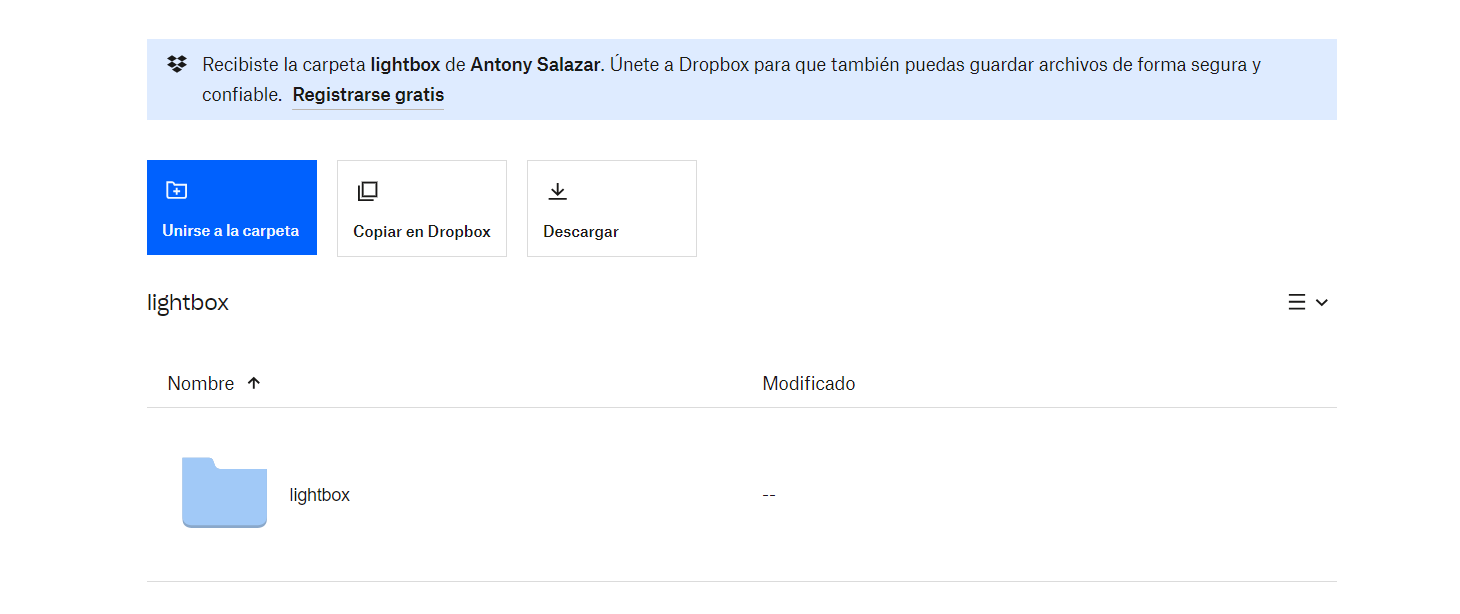 Recibiste la carpeta lightbox de Antony Salazar. Únete a Dropbox para que también puedas guardar archivos de forma segura y
confiable. Registrarse gratis
Unirse a la carpeta
Copiar en Dropbox
Descargar
lightbox
Nombre
Modificado
lightbox
--